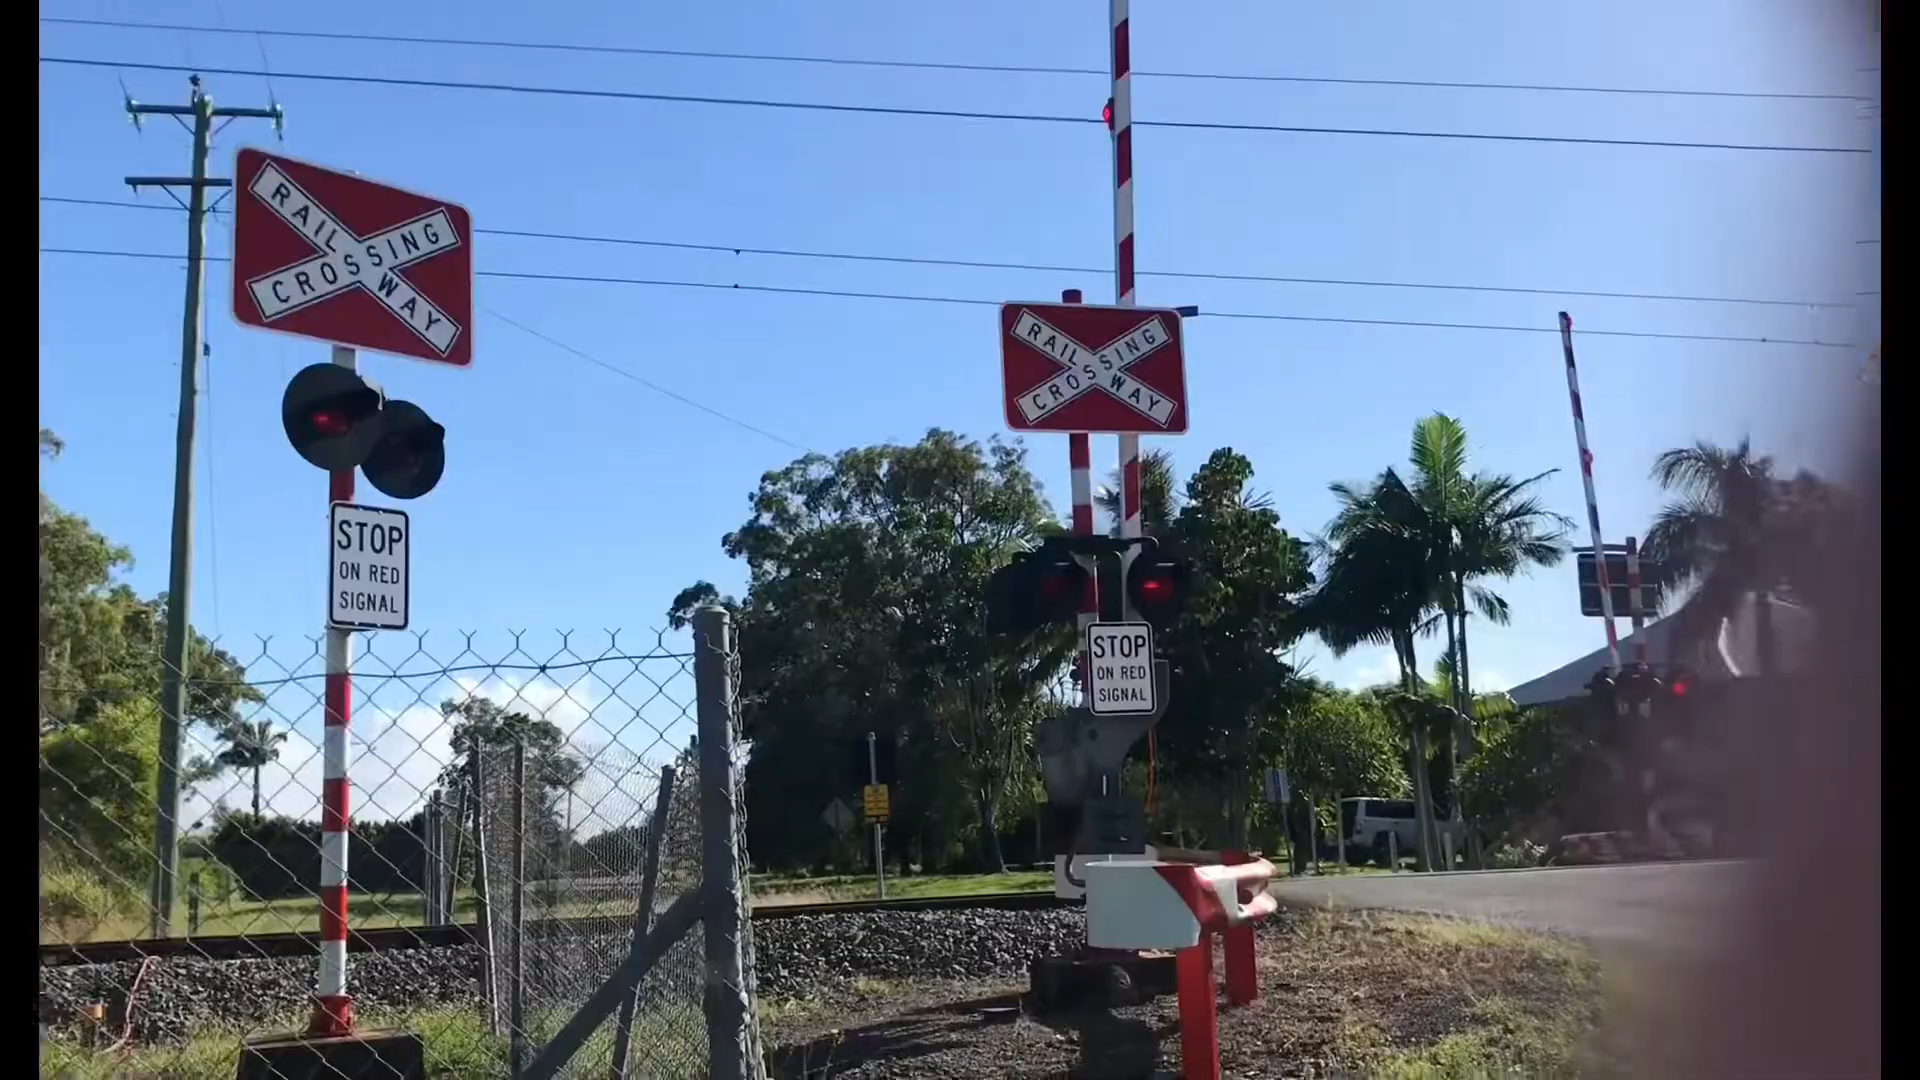 RAIL WAY
CROSSING
STOP
ON RED
SIGNAL
RAIL WAY
CROSSING
STOP
ON RED
SIGNAL